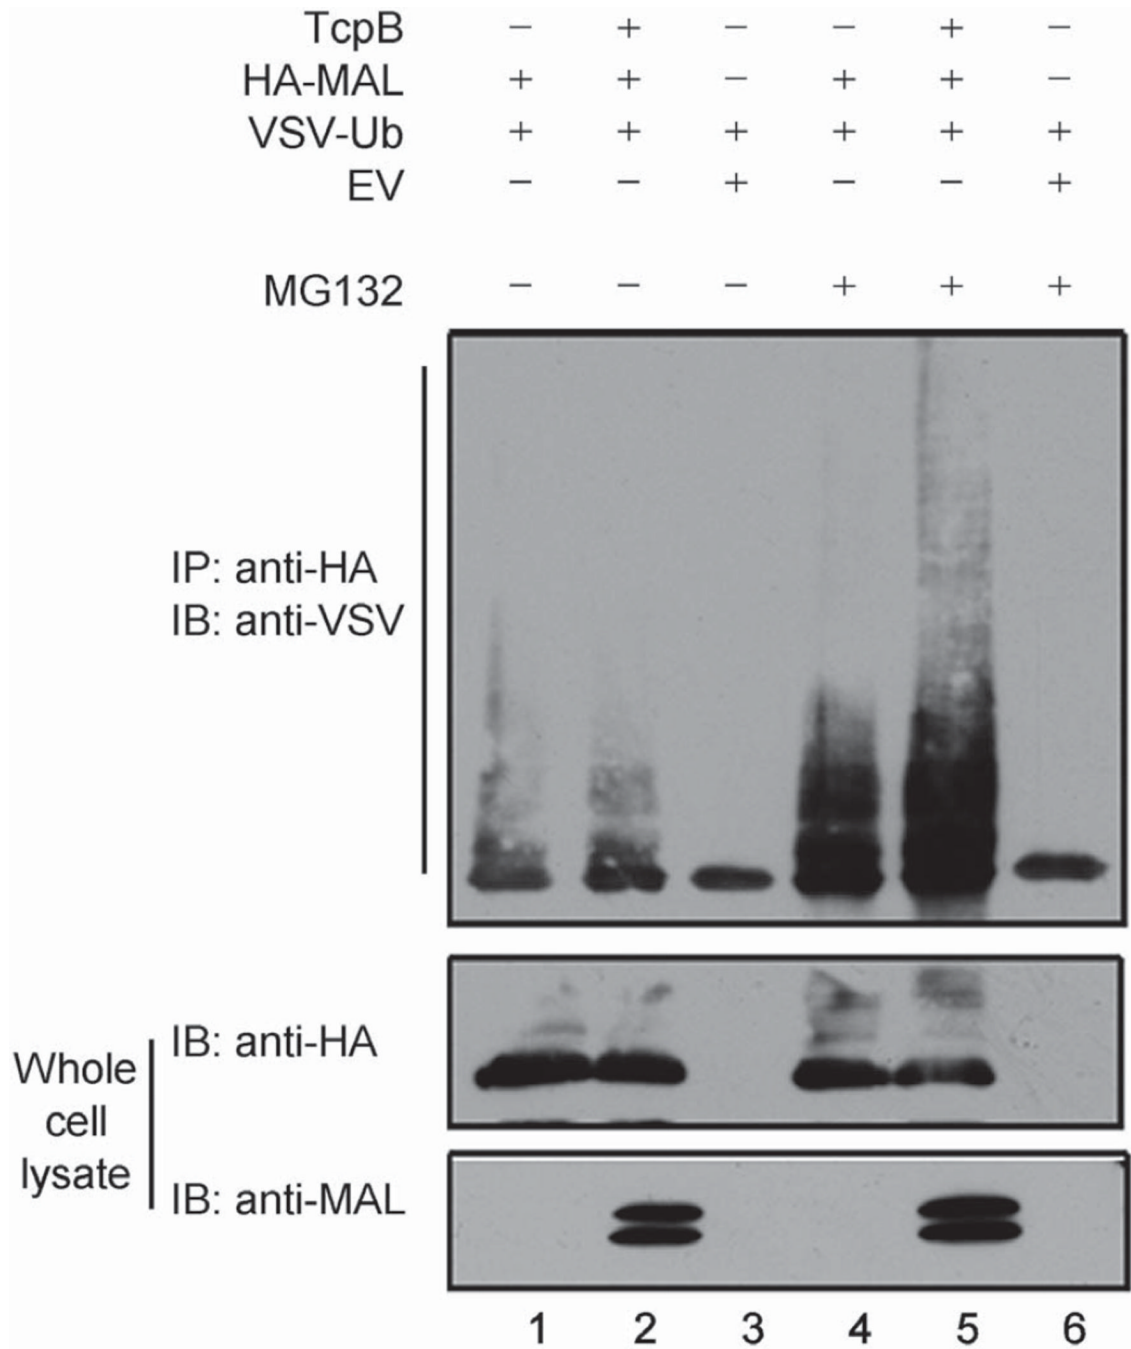 TcpB − + − − + −
HA-MAL + + − + + −
VSV-Ub + + + + + +
EV − − + − − +
MG132 − − − + + +
IP: anti-HA
IB: anti-VSV
Whole
cell
lysate
IB: anti-HA
IB: anti-MAL
1 2 3 4 5 6